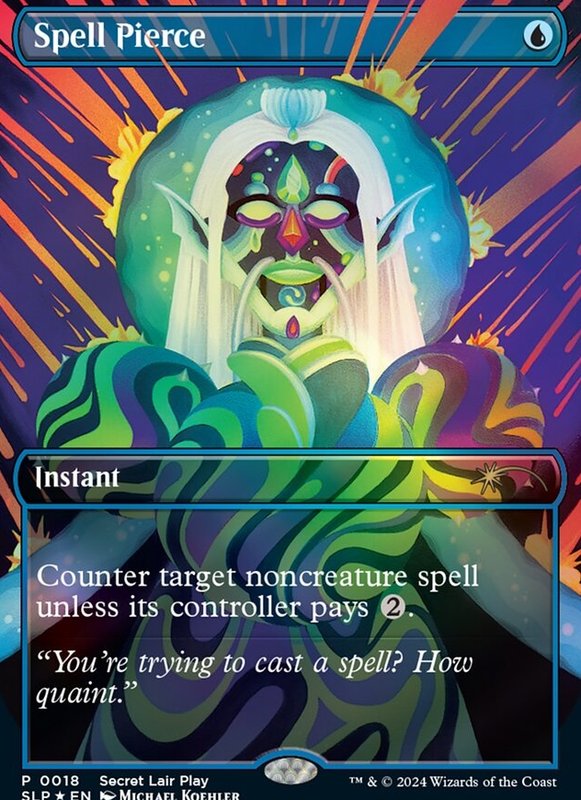 Spell Pierce
Instant
Counter target noncreature spell
unless its controller pays 2.
“You’re trying to cast a spell? How
quaint.”
P 0018 Secret Lair Play
™ & © 2024 Wizards of the Coast
SLP★EN Michael Koehler